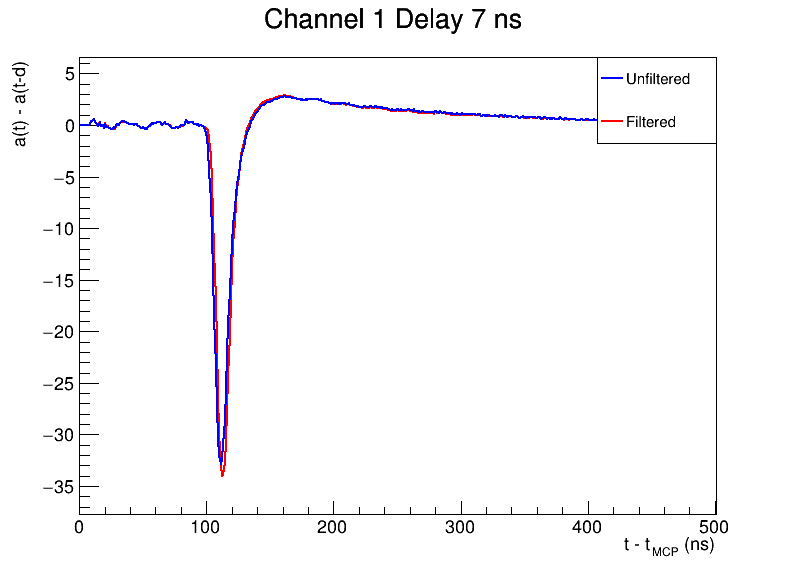 Channel 1 Delay 7 ns
a(t) - a(t-d)
5
0
−5
−10
−15
−20
−25
−30
−35
Unfiltered
Filtered
0 100 200 300 400 500
t - tMCP (ns)